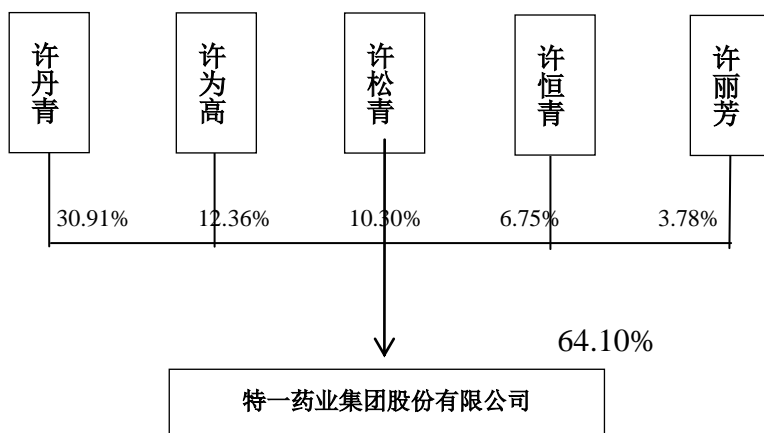 许丹青
许为高
许松青
许恒青
许丽芳
30.91%
12.36%
10.30%
6.75%
3.78%
64.10%
特一药业集团股份有限公司